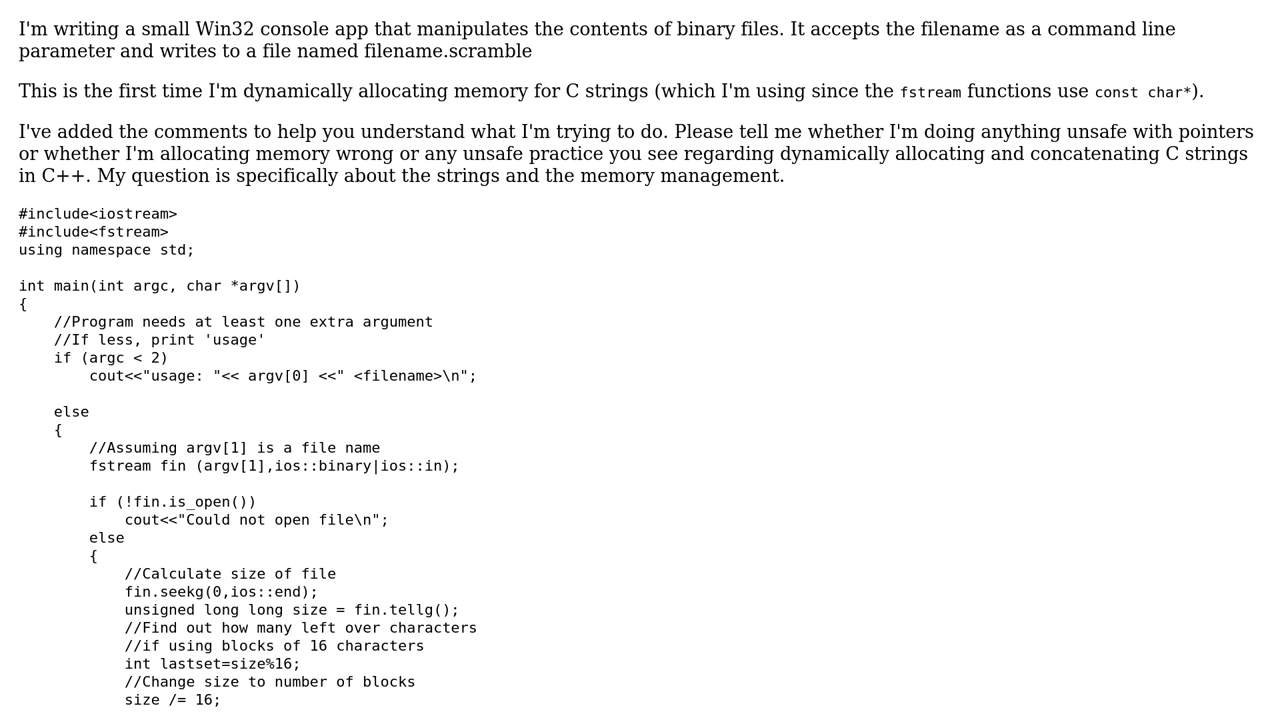 I'm writing a small Win32 console app that manipulates the contents of binary files. It accepts the filename as a command line
parameter and writes to a file named filename.scramble
This is the first time I'm dynamically allocating memory for C strings (which I'm using since the fstream functions use const char*).
I've added the comments to help you understand what I'm trying to do. Please tell me whether I'm doing anything unsafe with pointers
or whether I'm allocating memory wrong or any unsafe practice you see regarding dynamically allocating and concatenating C strings
in C++. My question is specifically about the strings and the memory management.
#include<iostream>
#include<fstream>
using namespace std;
int main(int argc, char *argv[])
{
    //Program needs at least one extra argument
    //If less, print 'usage'
    if (argc < 2)
        cout<<"usage: "<< argv[0] <<" <filename>\n";
    else
    {
        //Assuming argv[1] is a file name
        fstream fin (argv[1],ios::binary|ios::in);
        if (!fin.is_open())
            cout<<"Could not open file\n";
        else
        {
            //Calculate size of file
            fin.seekg(0,ios::end);
            unsigned long long size = fin.tellg();
            //Find out how many left over characters
            //if using blocks of 16 characters
            int lastset=size%16;
            //Change size to number of blocks
            size /= 16;